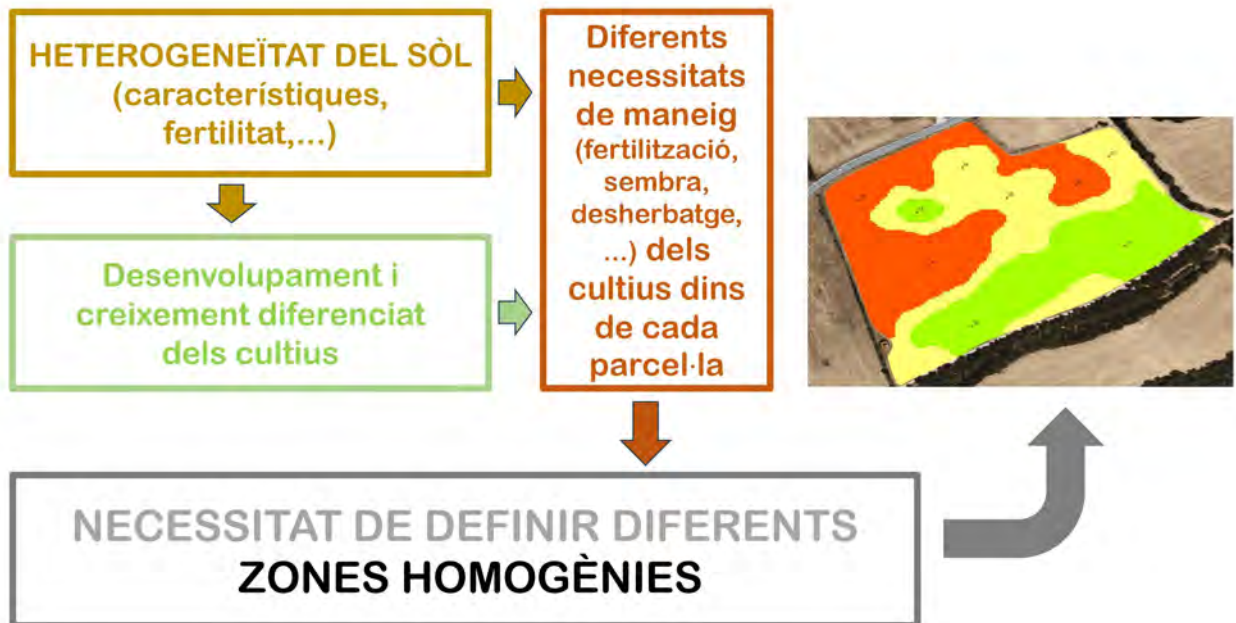 HETEROGENEÏTAT DEL SÒL
(característiques,
fertilitat,...)
Desenvolupament i
creixement diferenciat
dels cultius
Diferents
necessitats
de maneig
(fertilització,
sembra,
desherbatge,
...) dels
cultius dins
de cada
parcel·la
NECESSITAT DE DEFINIR DIFERENTS
ZONES HOMOGÈNIES